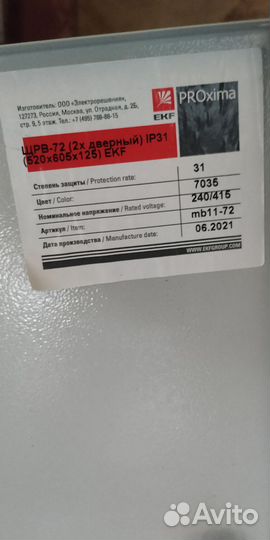 Изготовитель: ООО «Электрорешения»,
127273, Россия, Москва, ул. Отрадная, д. 2Б,
стр. 9, 5 этаж. Тел.: +7 (495) 788-88-15
EKF
PROxima
ЩРВ-72 (2х дверный) IP31
(520х605х125) EKF
Степень защиты / Protection rate: 31
Цвет / Color: 7035
Номинальное напряжение / Rated voltage: 240/415
Артикул / Item: mb11-72
Дата производства / Manufacture date: 06.2021
WWW.EKFGROUP.COM
Avito